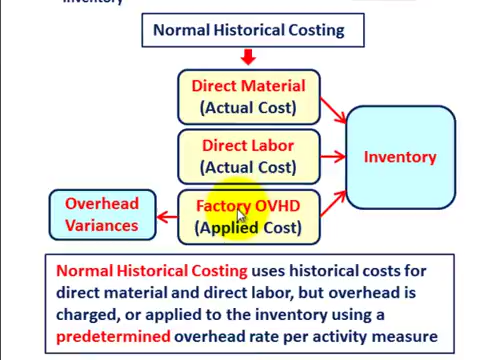 Inventory
Normal Historical Costing
Direct Material
(Actual Cost)
Direct Labor
(Actual Cost)
Inventory
Overhead
Variances
Factory OVHD
(Applied Cost)
Normal Historical Costing uses historical costs for
direct material and direct labor, but overhead is
charged, or applied to the inventory using a
predetermined overhead rate per activity measure